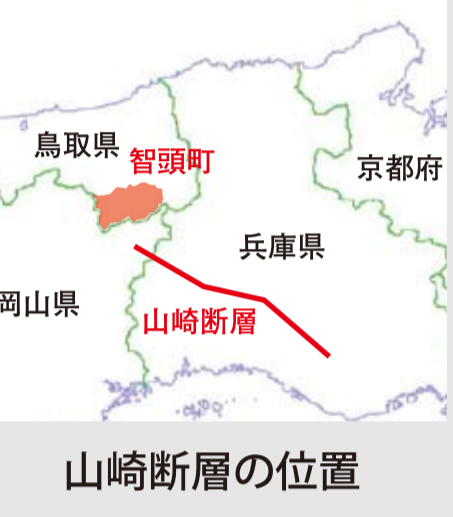 鳥取県
智頭町
京都府
兵庫県
岡山県
山崎断層
山崎断層の位置